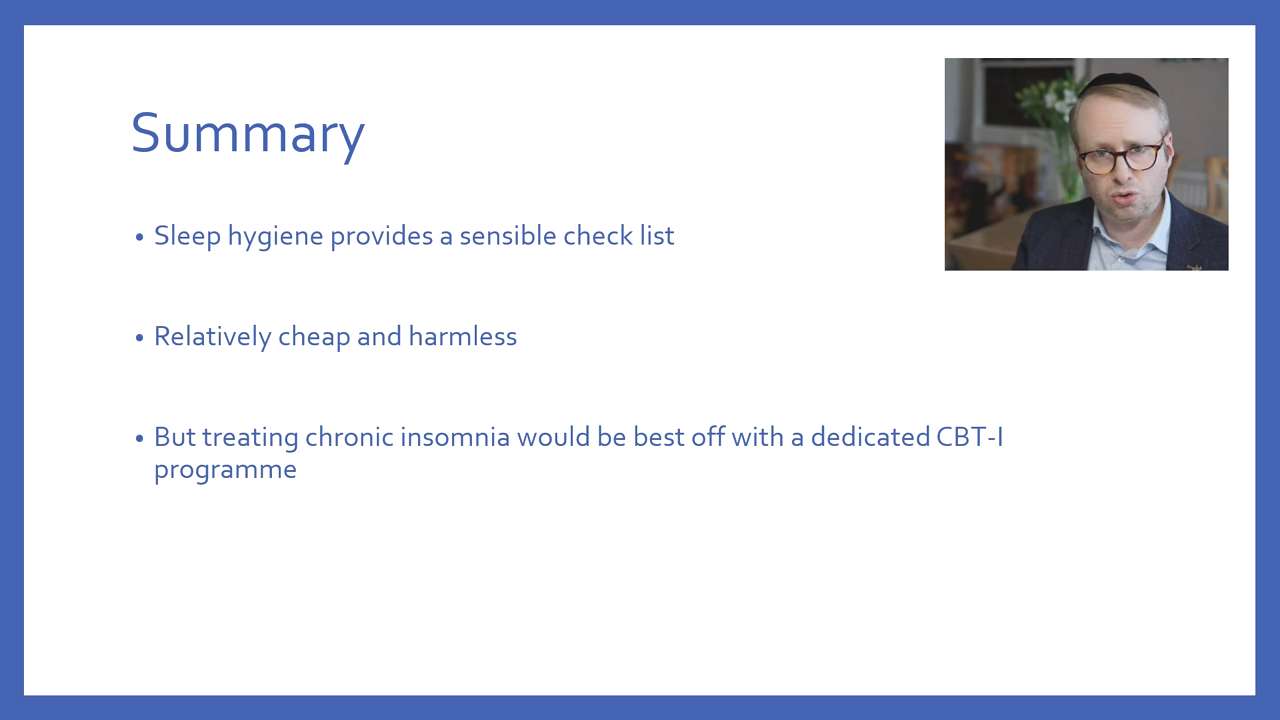 Summary
• Sleep hygiene provides a sensible check list
• Relatively cheap and harmless
• But treating chronic insomnia would be best off with a dedicated CBT-I
programme